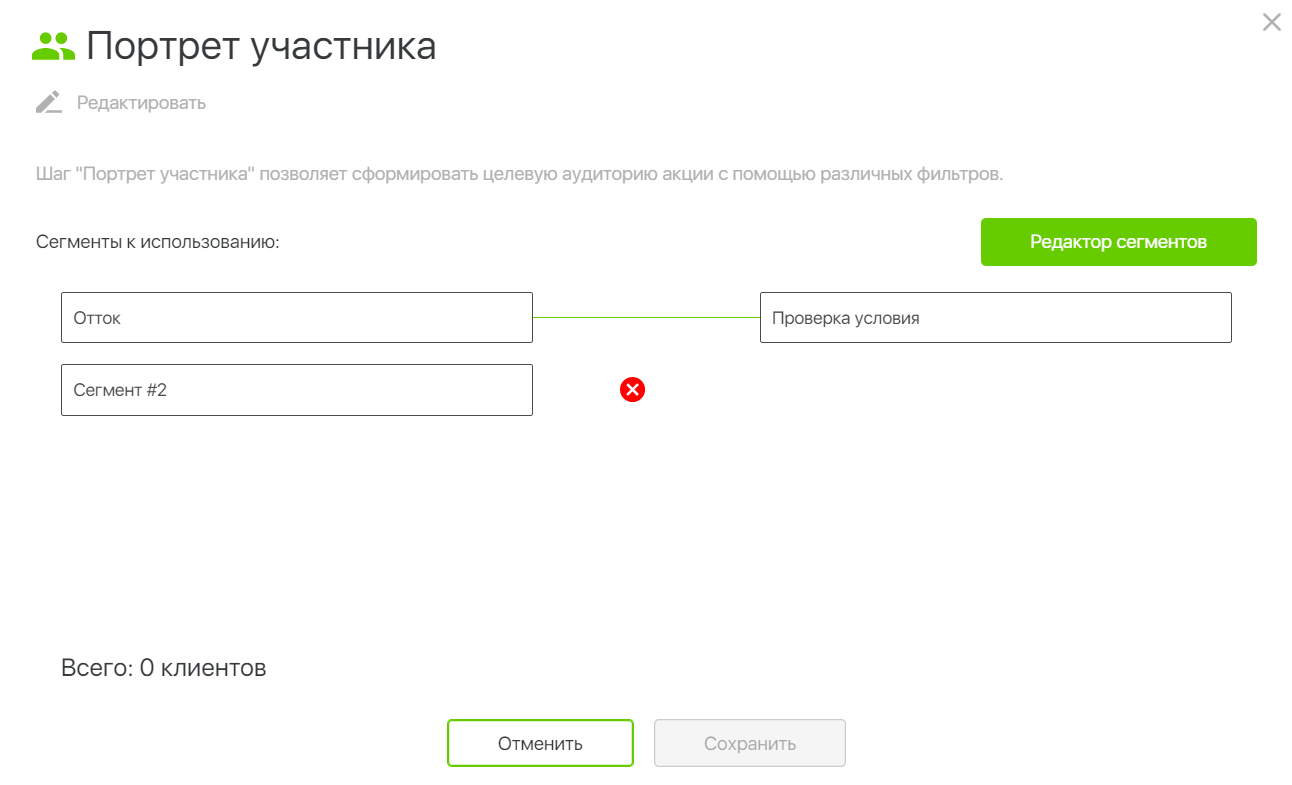 Портрет участника
Редактировать
Шаг "Портрет участника" позволяет сформировать целевую аудиторию акции с помощью различных фильтров.
Сегменты к использованию:
Редактор сегментов
Отток
Проверка условия
Сегмент #2
Всего: 0 клиентов
Отменить
Сохранить